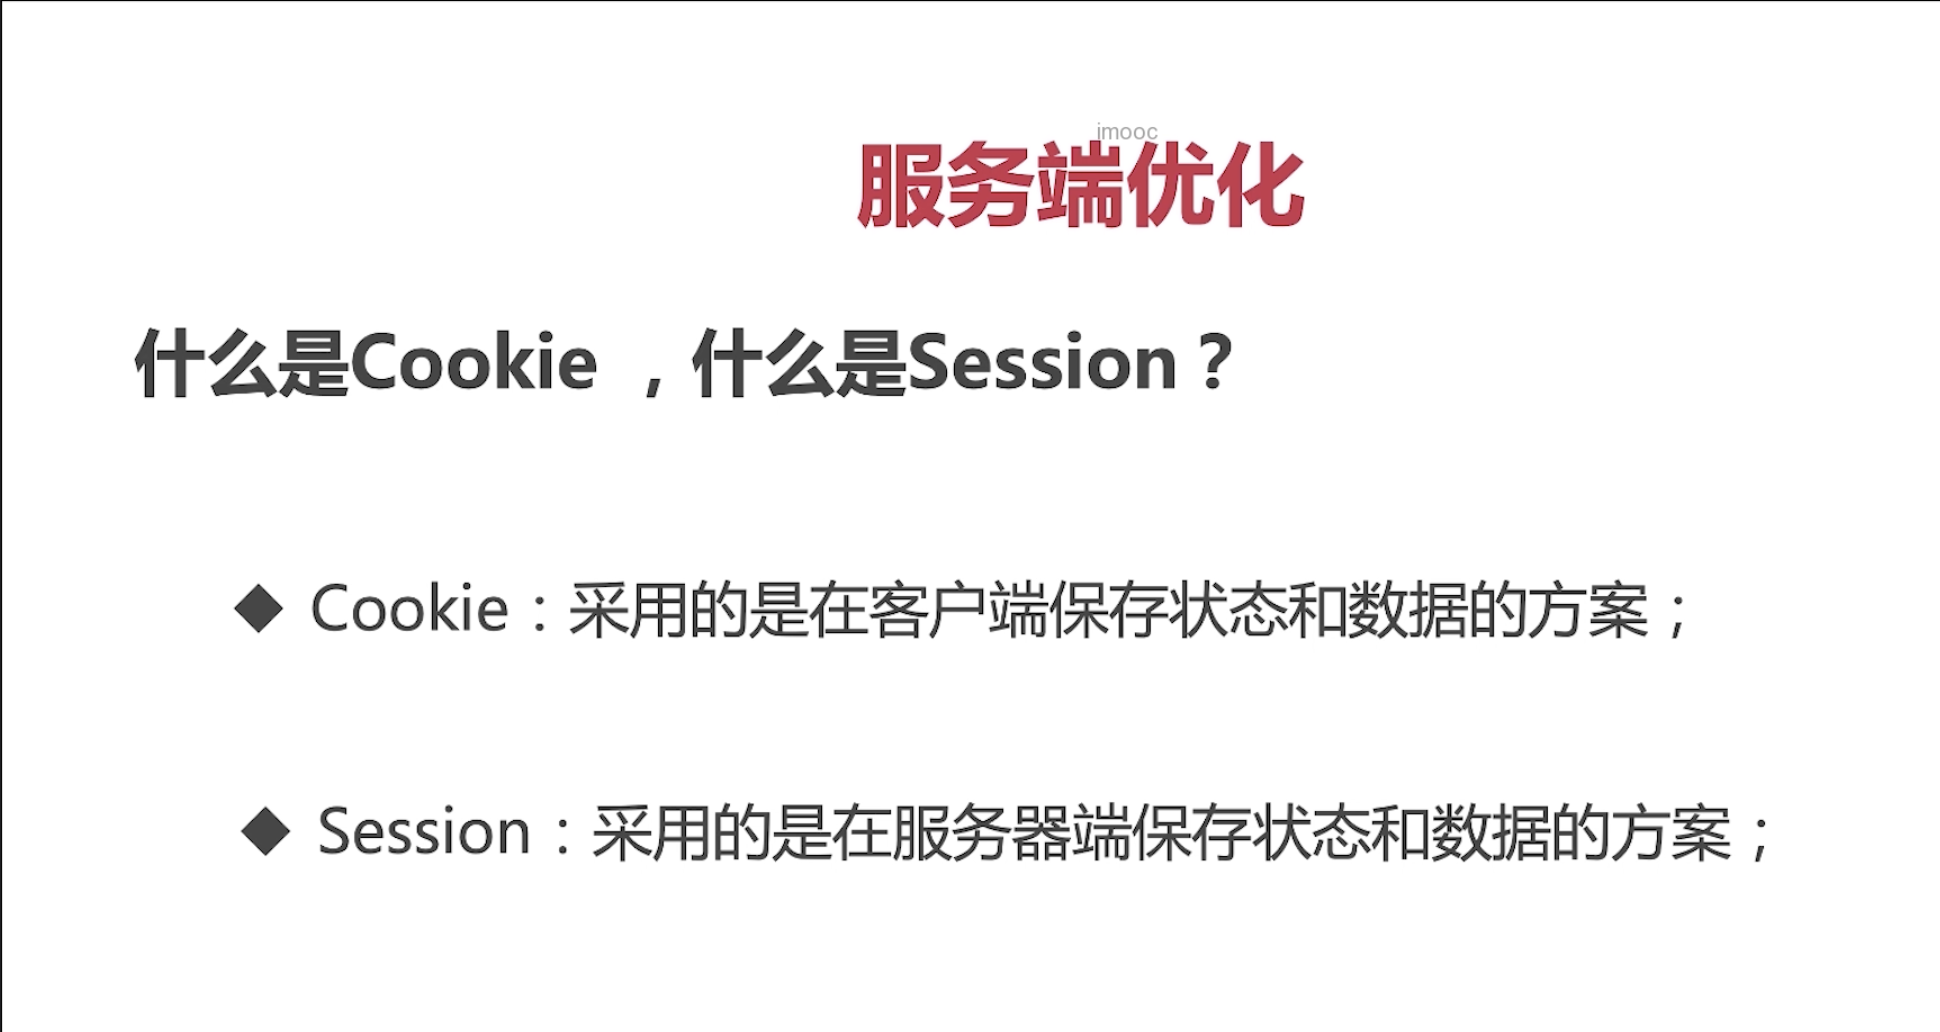 imooc
服务端优化
什么是Cookie ，什么是Session？
◆ Cookie：采用的是在客户端保存状态和数据的方案；
◆ Session：采用的是在服务器端保存状态和数据的方案；